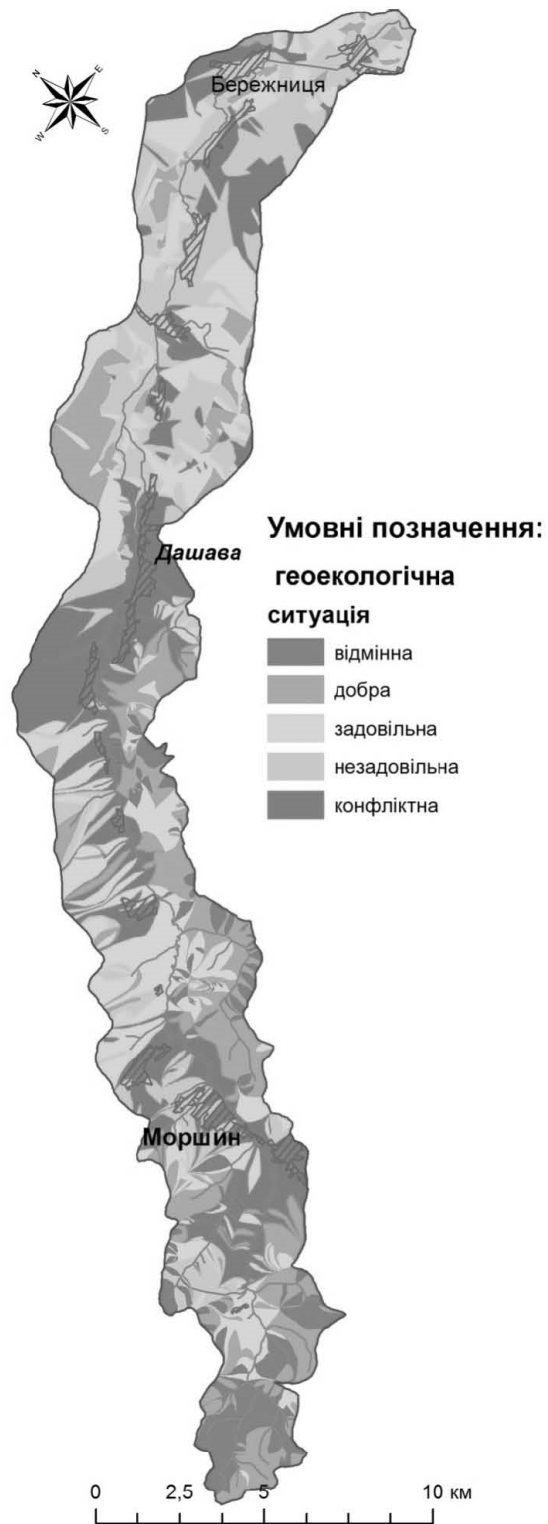 N
E
W
S
Бережниця
Дашава
Умовні позначення:
геоекологічна
ситуація
відмінна
добра
задовільна
незадовільна
конфліктна
Моршин
0 2,5 5 10 км